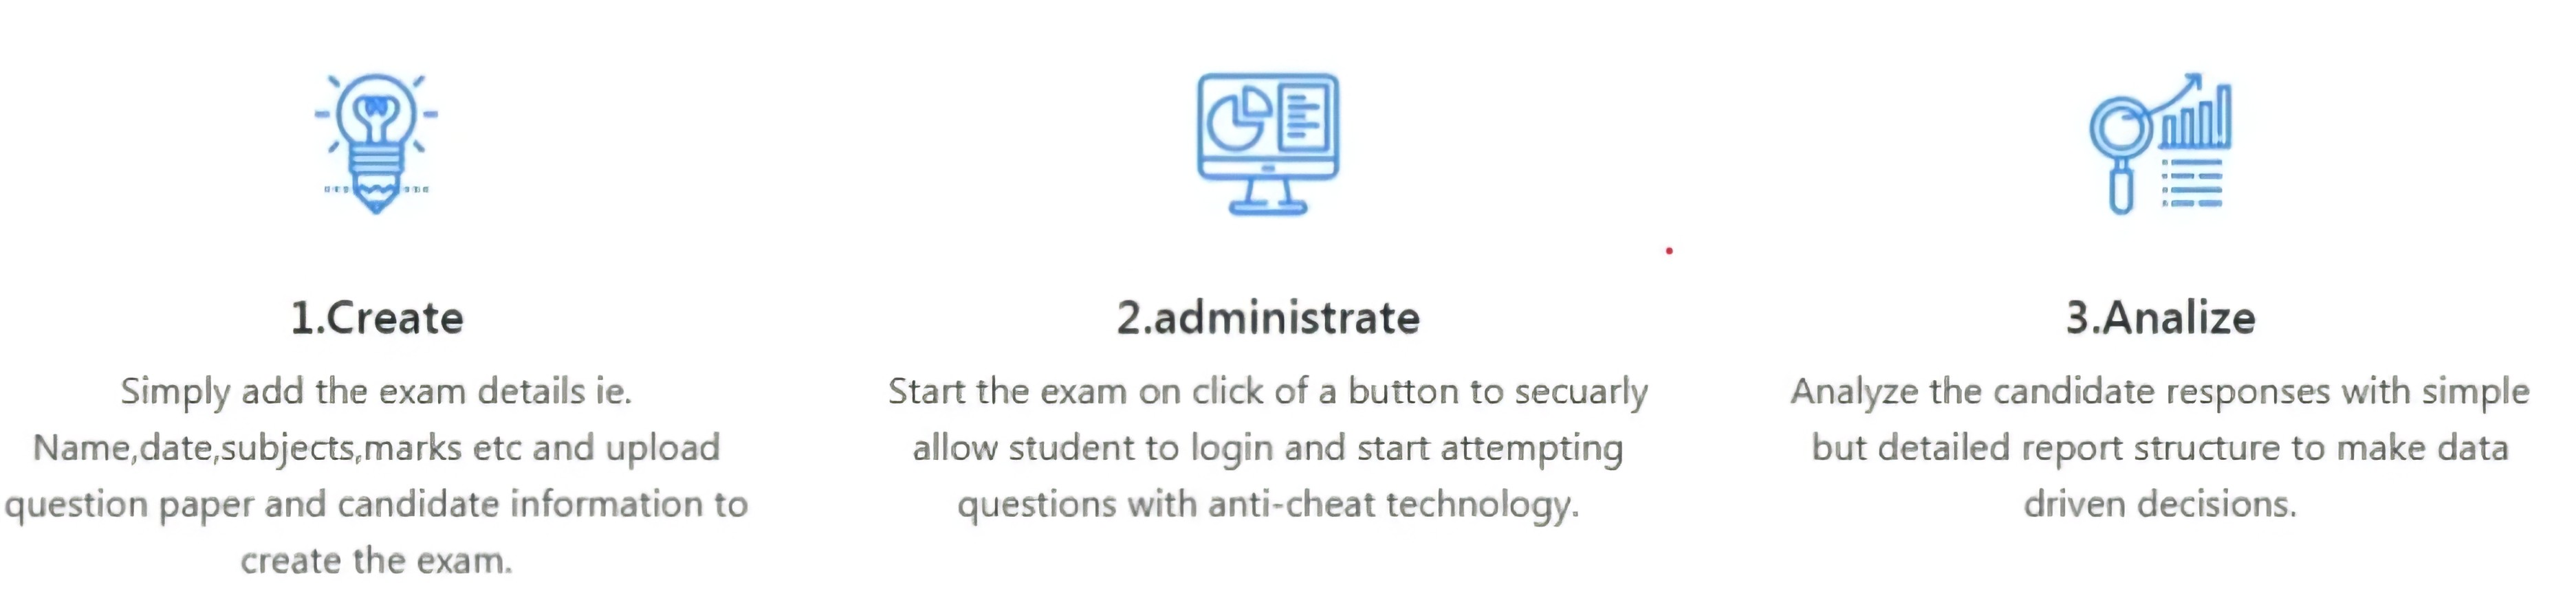 1.Create
Simply add the exam details ie.
Name,date,subjects,marks etc and upload
question paper and candidate information to
create the exam.
2.administrate
Start the exam on click of a button to secuarly
allow student to login and start attempting
questions with anti-cheat technology.
3.Analize
Analyze the candidate responses with simple
but detailed report structure to make data
driven decisions.